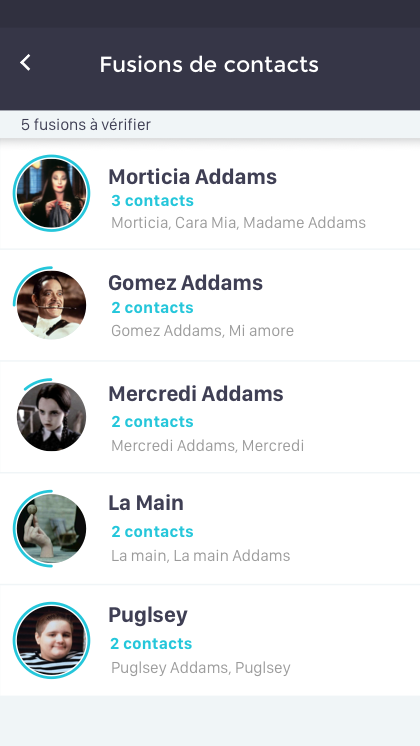 Fusions de contacts
5 fusions à vérifier
Morticia Addams
3 contacts
Morticia, Cara Mia, Madame Addams
Gomez Addams
2 contacts
Gomez Addams, Mi amore
Mercredi Addams
2 contacts
Mercredi Addams, Mercredi
La Main
2 contacts
La main, La main Addams
Puglsey
2 contacts
Puglsey Addams, Puglsey